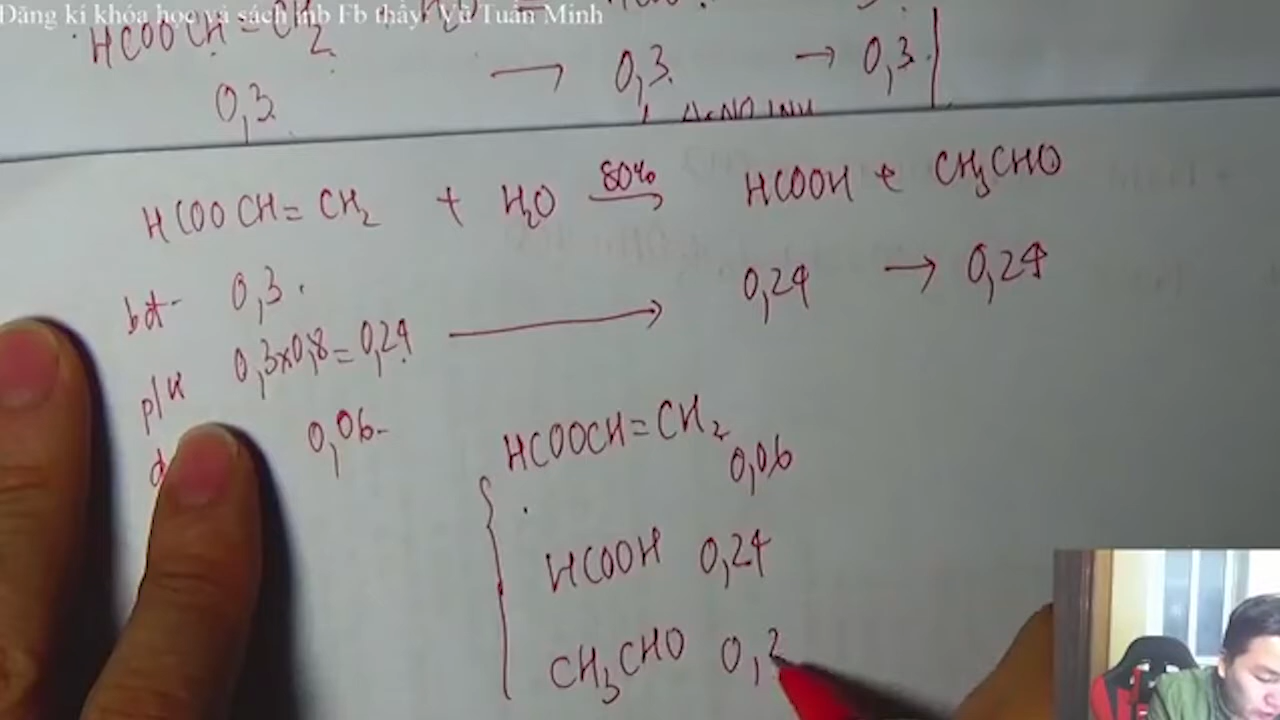 Đăng kí khóa học và sách inb Fb thầy Vũ Tuấn Minh
HCOOCH=CH2
0,3 → 0,3 → 0,3
HCOOCH=CH2 + H2O 80% → HCOOH + CH3CHO
bđ 0,3
p/ư 0,3x0,8=0,24 → 0,24 → 0,24
0,06
HCOOCH=CH2 0,06
HCOOH 0,24
CH3CHO 0,2